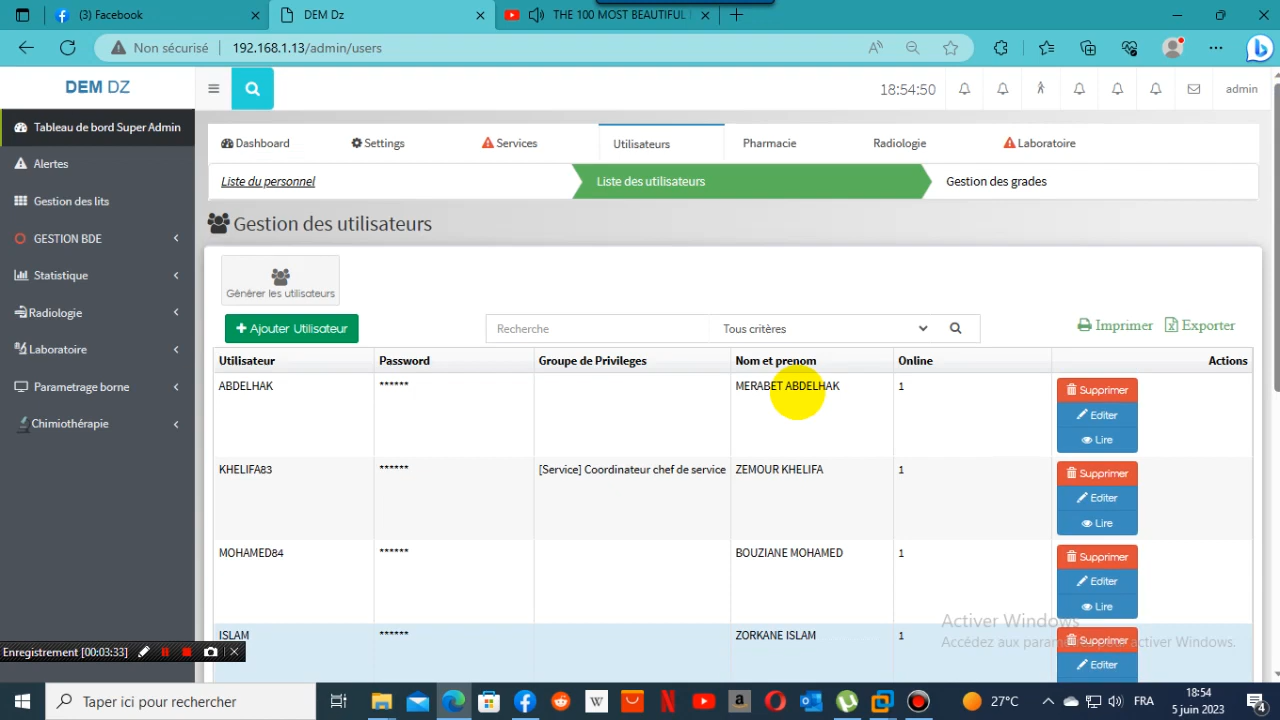 (3) Facebook
DEM Dz
THE 100 MOST BEAUTIFUL
Non sécurisé
192.168.1.13/admin/users
DEM DZ
18:54:50
admin
Tableau de bord Super Admin
Alertes
Gestion des lits
GESTION BDE
Statistique
Radiologie
Laboratoire
Parametrage borne
Chimiothérapie
Dashboard
Settings
Services
Utilisateurs
Pharmacie
Radiologie
Laboratoire
Liste du personnel
Liste des utilisateurs
Gestion des grades
Gestion des utilisateurs
Générer les utilisateurs
Ajouter Utilisateur
Recherche
Tous critères
Imprimer
Exporter
Utilisateur Password Groupe de Privileges Nom et prenom Online Actions
ABDELHAK ****** MERABET ABDELHAK 1
Supprimer
Editer
Lire
KHELIFA83 ****** [Service] Coordinateur chef de service ZEMOUR KHELIFA 1
Supprimer
Editer
Lire
MOHAMED84 ****** BOUZIANE MOHAMED 1
Supprimer
Editer
Lire
ISLAM ****** ZORKANE ISLAM 1
Supprimer
Editer
Activer Windows
Accédez aux activer Windows.
Enregistrement [00:03:33]
Taper ici pour rechercher
27°C
FRA
18:54
5 juin 2023
4